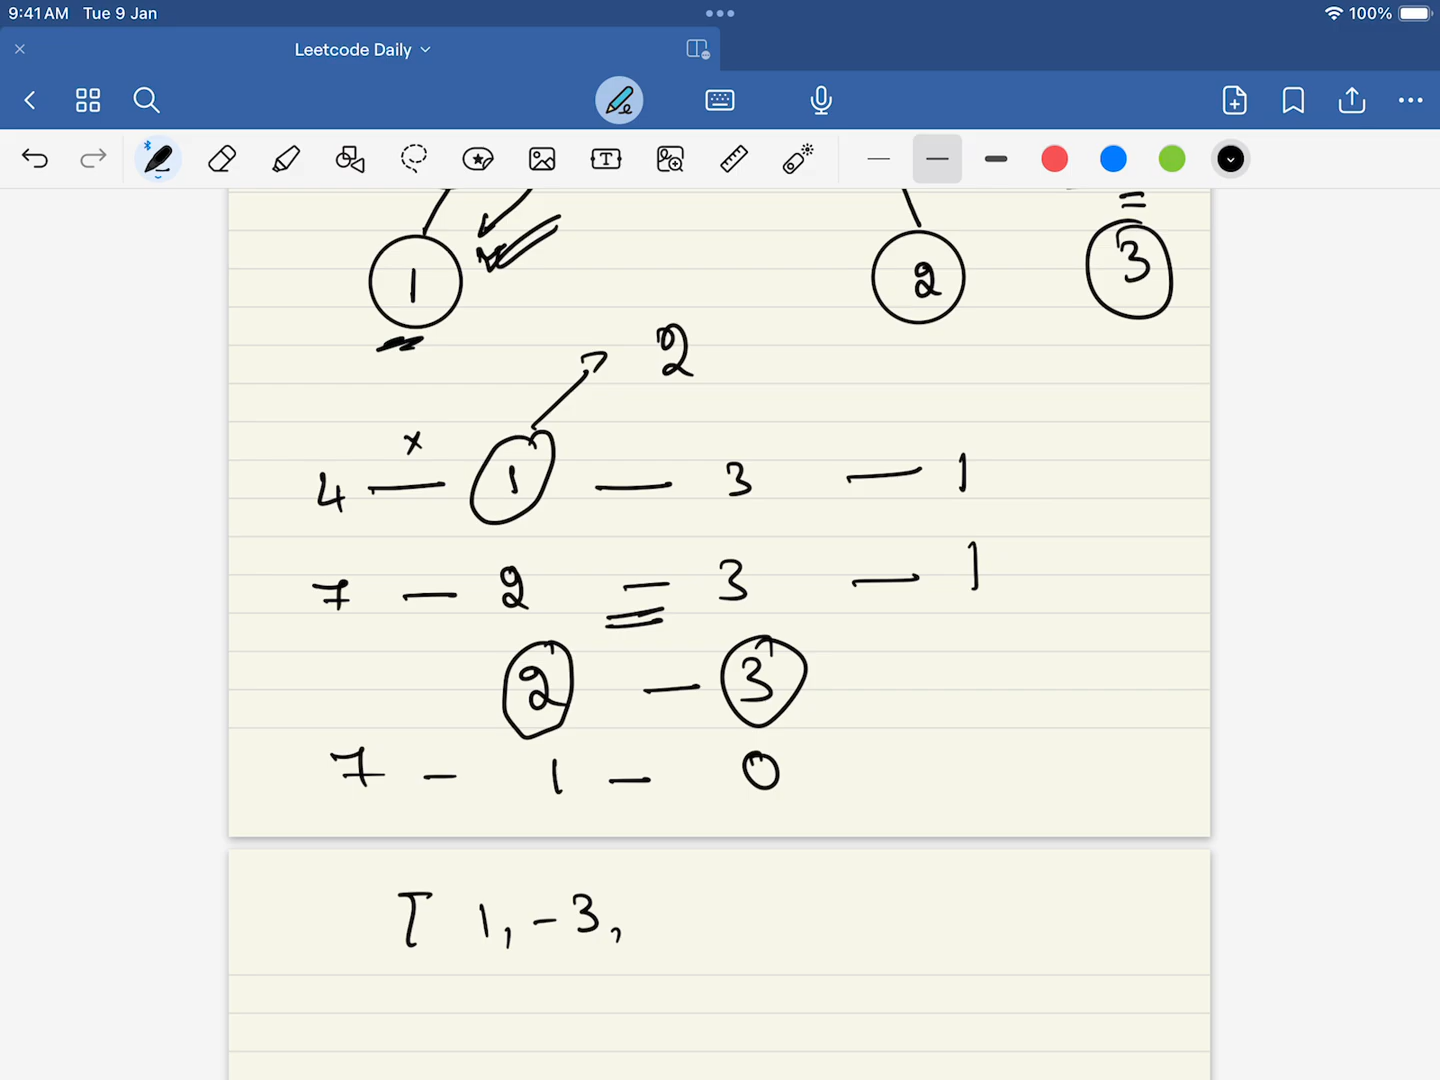 9:41 AM Tue 9 Jan 100%
Leetcode Daily
=
1 2 3
2
x
4 — 1 — 3 — 1
7 — 2 = 3 — 1
2 — 3
7 - 1 - 0
[ 1, -3,